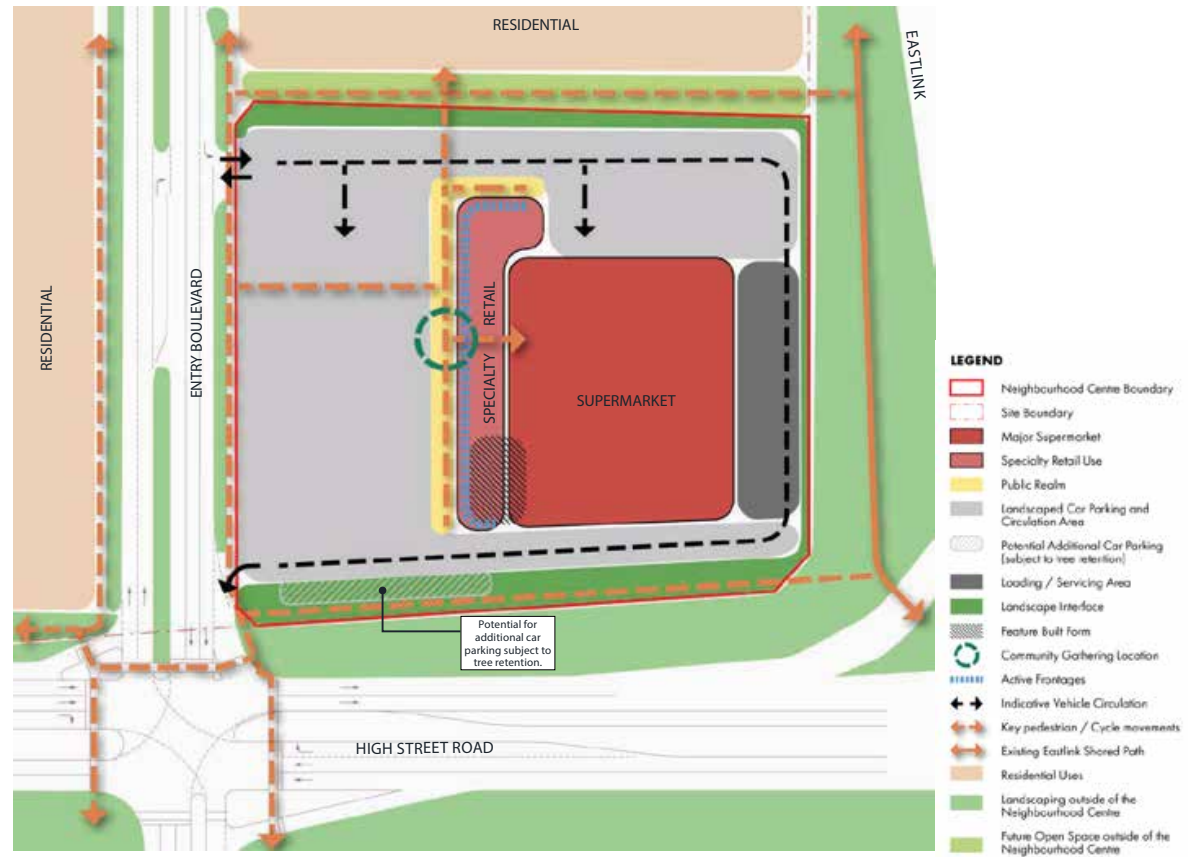 RESIDENTIAL
EASTLINK
RESIDENTIAL
ENTRY BOULEVARD
SPECIALTY RETAIL
SUPERMARKET
Potential for
additional car
parking subject to
tree retention.
HIGH STREET ROAD
LEGEND
Neighbourhood Centre Boundary
Site Boundary
Major Supermarket
Specialty Retail Use
Public Realm
Landscaped Car Parking and
Circulation Area
Potential Additional Car Parking
(subject to tree retention)
Loading / Servicing Area
Landscape Interface
Feature Built Form
Community Gathering Location
Active Frontages
Indicative Vehicle Circulation
Key pedestrian / Cycle movements
Existing Eastlink Shared Path
Residential Uses
Landscaping outside of the
Neighbourhood Centre
Future Open Space outside of the
Neighbourhood Centre